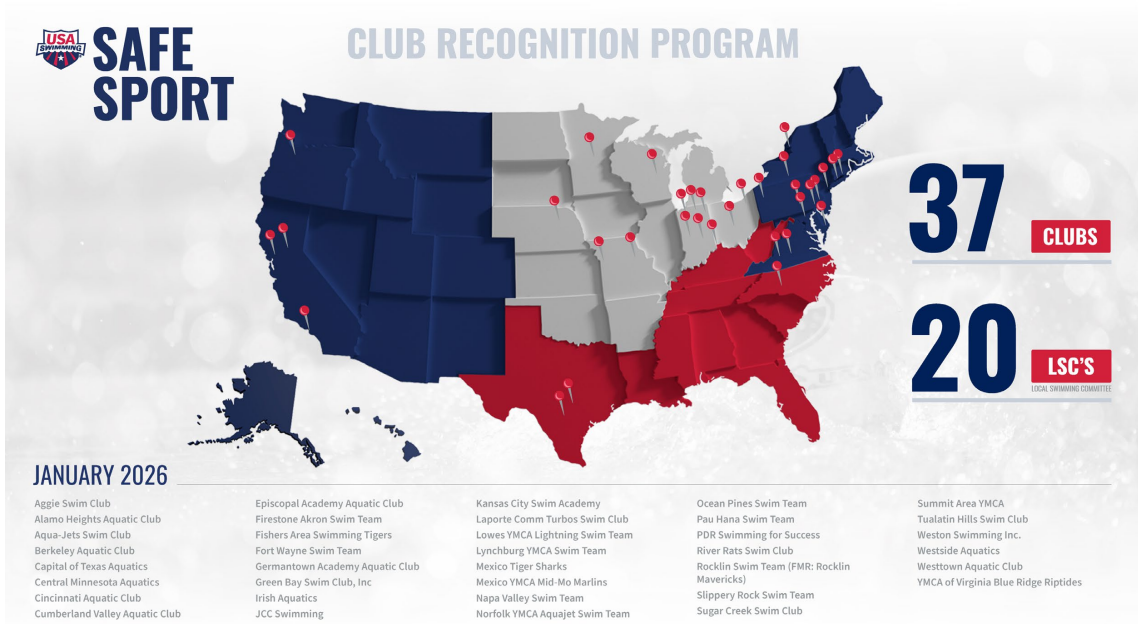 USA
SWIMMING
SAFE
SPORT
CLUB RECOGNITION PROGRAM
37
CLUBS
20
LSC'S
LOCAL SWIMMING COMMITTEE
JANUARY 2026
Aggie Swim Club
Alamo Heights Aquatic Club
Aqua-Jets Swim Club
Berkeley Aquatic Club
Capital of Texas Aquatics
Central Minnesota Aquatics
Cincinnati Aquatic Club
Cumberland Valley Aquatic Club
Episcopal Academy Aquatic Club
Firestone Akron Swim Team
Fishers Area Swimming Tigers
Fort Wayne Swim Team
Germantown Academy Aquatic Club
Green Bay Swim Club, Inc
Irish Aquatics
JCC Swimming
Kansas City Swim Academy
Laporte Comm Turbos Swim Club
Lowes YMCA Lightning Swim Team
Lynchburg YMCA Swim Team
Mexico Tiger Sharks
Mexico YMCA Mid-Mo Marlins
Napa Valley Swim Team
Norfolk YMCA Aquajet Swim Team
Ocean Pines Swim Team
Pau Hana Swim Team
PDR Swimming for Success
River Rats Swim Club
Rocklin Swim Team (FMR: Rocklin
Mavericks)
Slippery Rock Swim Team
Sugar Creek Swim Club
Summit Area YMCA
Tualatin Hills Swim Club
Weston Swimming Inc.
Westside Aquatics
Westtown Aquatic Club
YMCA of Virginia Blue Ridge Riptides